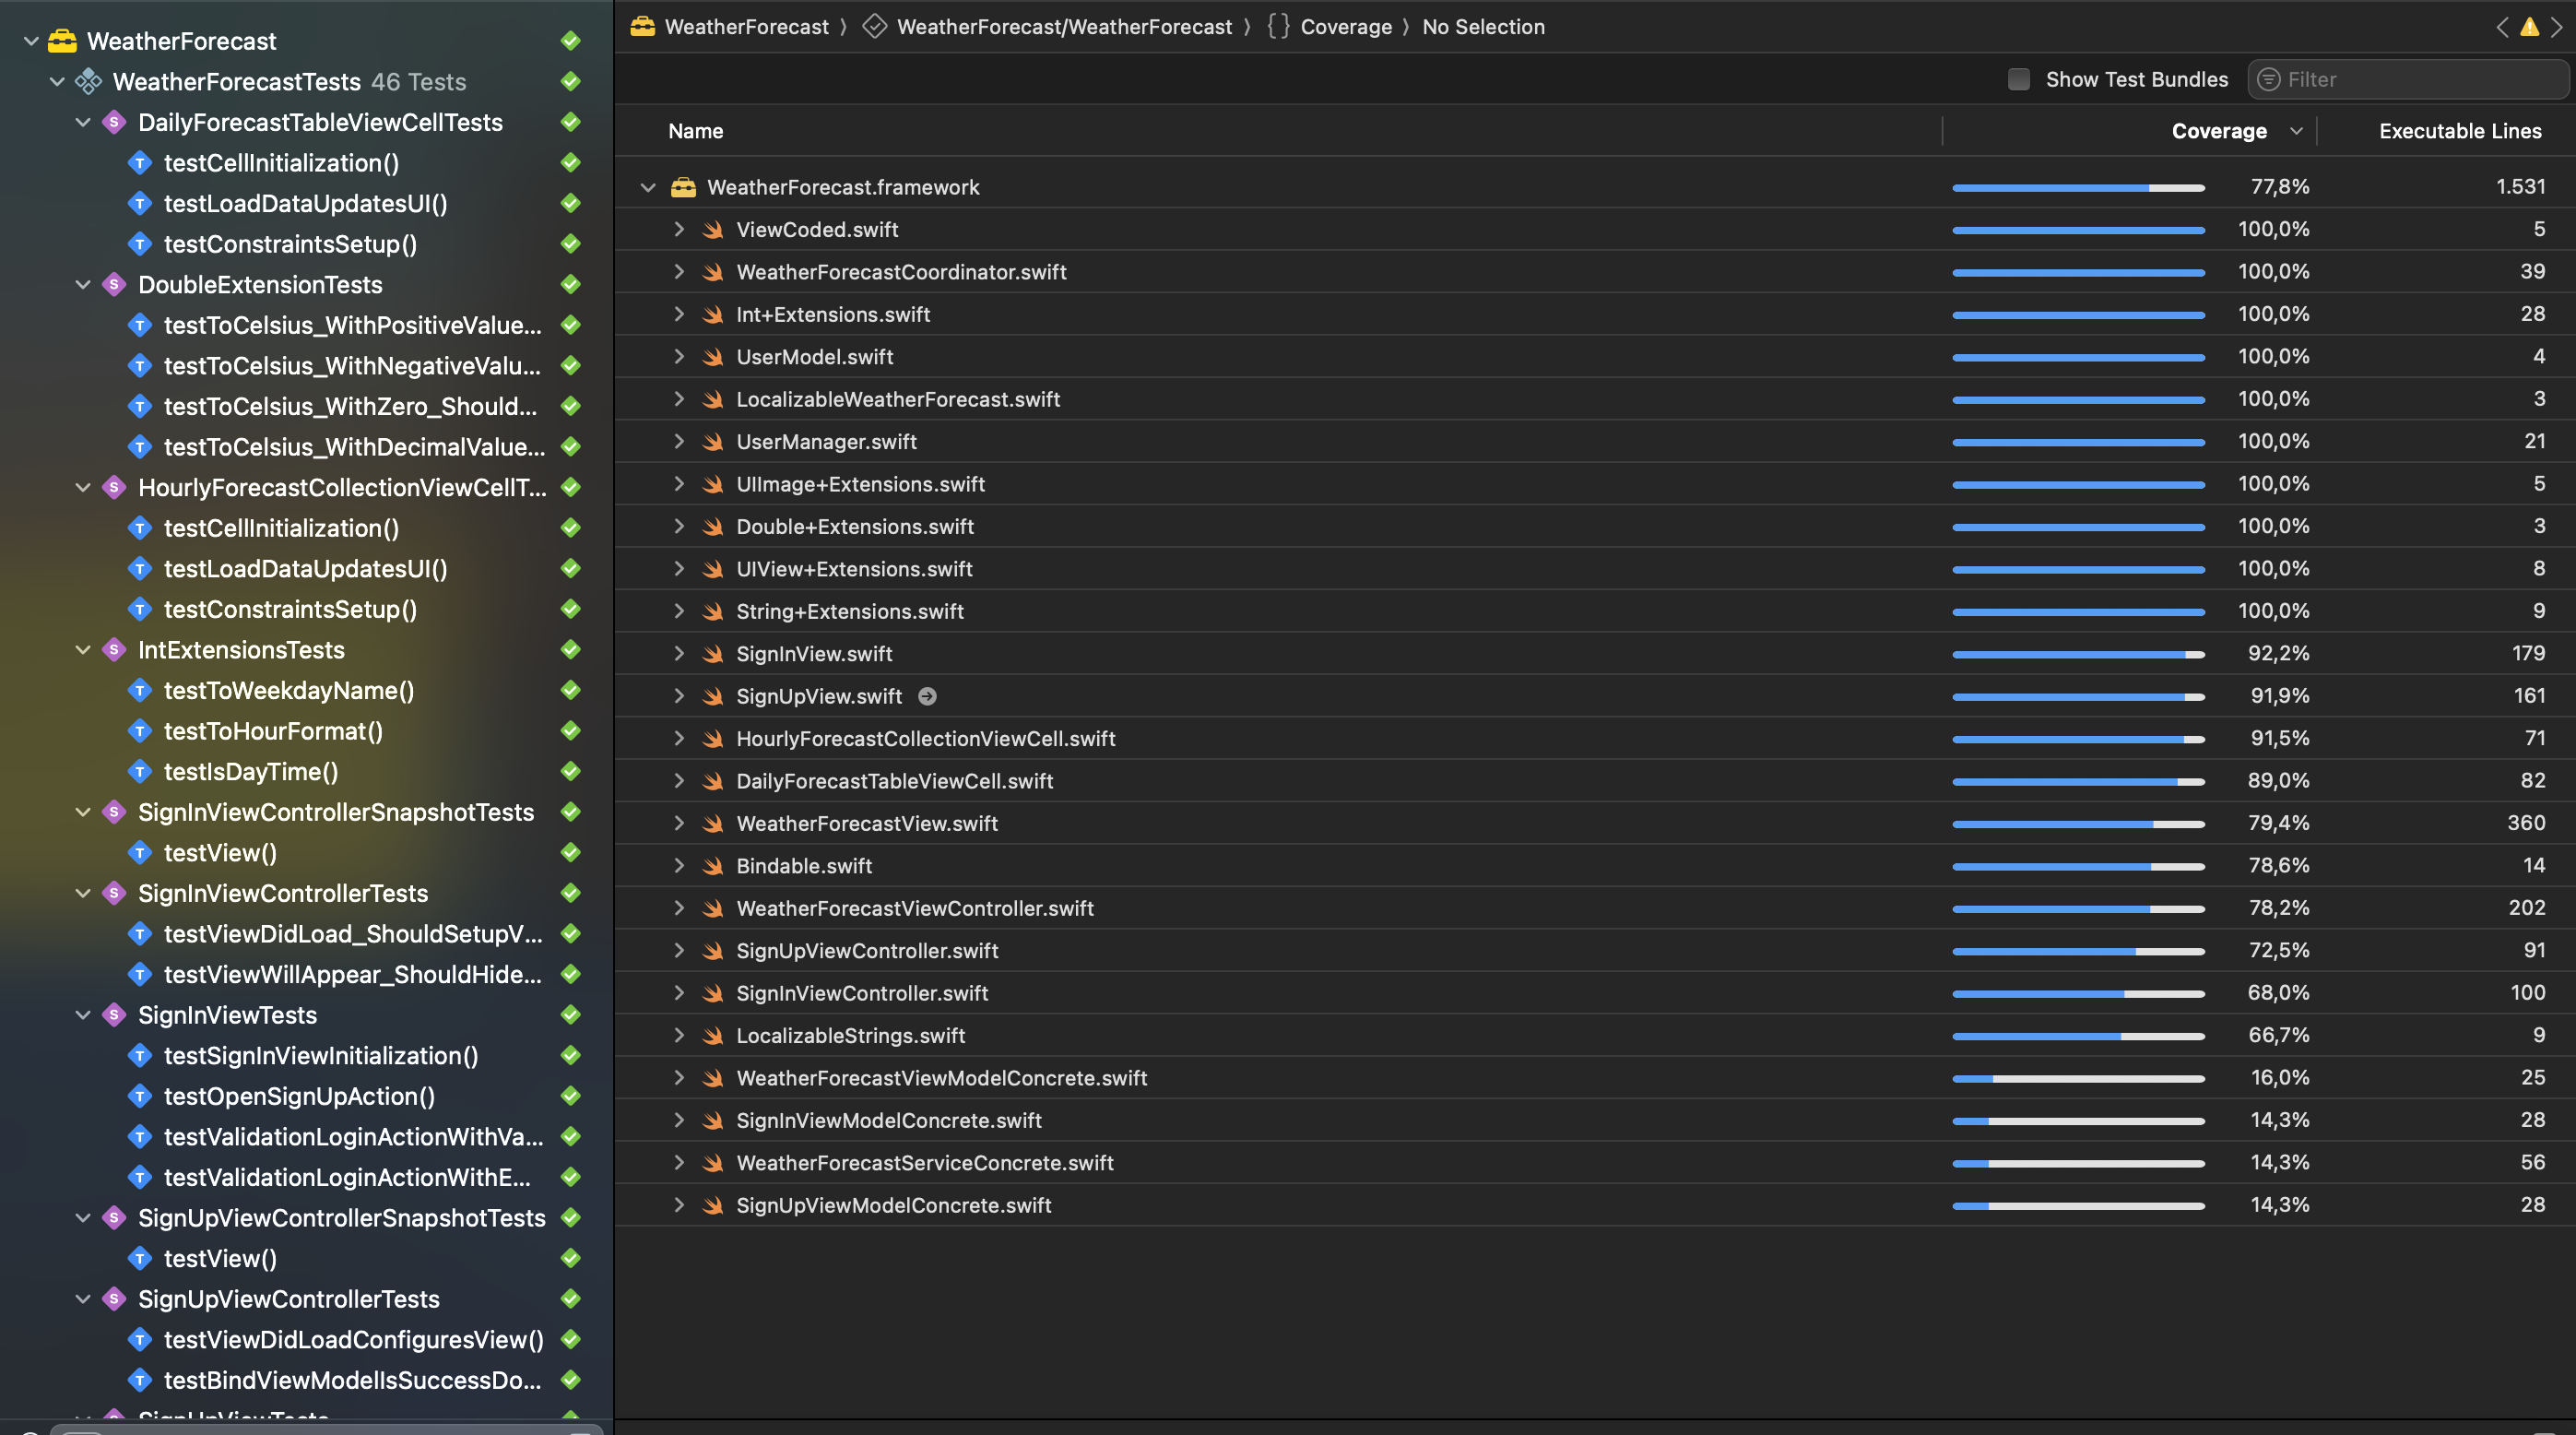 WeatherForecast
WeatherForecastTests 46 Tests
DailyForecastTableViewCellTests
testCellInitialization()
testLoadDataUpdatesUI()
testConstraintsSetup()
DoubleExtensionTests
testToCelsius_WithPositiveValue...
testToCelsius_WithNegativeValu...
testToCelsius_WithZero_Should...
testToCelsius_WithDecimalValue...
HourlyForecastCollectionViewCellT...
testCellInitialization()
testLoadDataUpdatesUI()
testConstraintsSetup()
IntExtensionsTests
testToWeekdayName()
testToHourFormat()
testIsDayTime()
SignInViewControllerSnapshotTests
testView()
SignInViewControllerTests
testViewDidLoad_ShouldSetupV...
testViewWillAppear_ShouldHide...
SignInViewTests
testSignInViewInitialization()
testOpenSignUpAction()
testValidationLoginActionWithVa...
testValidationLoginActionWithE...
SignUpViewControllerSnapshotTests
testView()
SignUpViewControllerTests
testViewDidLoadConfiguresView()
testBindViewModelIsSuccessDo...
SignUpViewTests
WeatherForecast 〉 WeatherForecast/WeatherForecast 〉 {} Coverage 〉 No Selection
Show Test Bundles Filter
Name Coverage Executable Lines
WeatherForecast.framework 77,8% 1.531
ViewCoded.swift 100,0% 5
WeatherForecastCoordinator.swift 100,0% 39
Int+Extensions.swift 100,0% 28
UserModel.swift 100,0% 4
LocalizableWeatherForecast.swift 100,0% 3
UserManager.swift 100,0% 21
UIImage+Extensions.swift 100,0% 5
Double+Extensions.swift 100,0% 3
UIView+Extensions.swift 100,0% 8
String+Extensions.swift 100,0% 9
SignInView.swift 92,2% 179
SignUpView.swift 91,9% 161
HourlyForecastCollectionViewCell.swift 91,5% 71
DailyForecastTableViewCell.swift 89,0% 82
WeatherForecastView.swift 79,4% 360
Bindable.swift 78,6% 14
WeatherForecastViewController.swift 78,2% 202
SignUpViewController.swift 72,5% 91
SignInViewController.swift 68,0% 100
LocalizableStrings.swift 66,7% 9
WeatherForecastViewModelConcrete.swift 16,0% 25
SignInViewModelConcrete.swift 14,3% 28
WeatherForecastServiceConcrete.swift 14,3% 56
SignUpViewModelConcrete.swift 14,3% 28